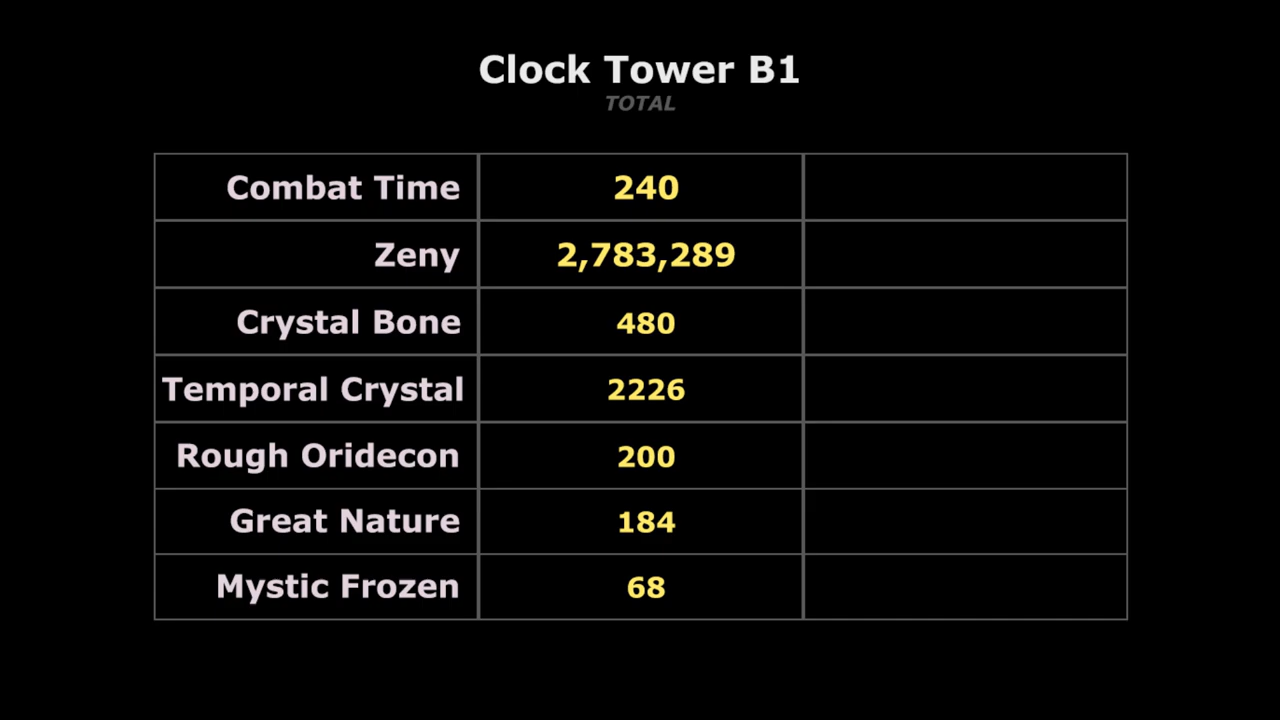 Clock Tower B1
TOTAL
Combat Time 240
Zeny 2,783,289
Crystal Bone 480
Temporal Crystal 2226
Rough Oridecon 200
Great Nature 184
Mystic Frozen 68